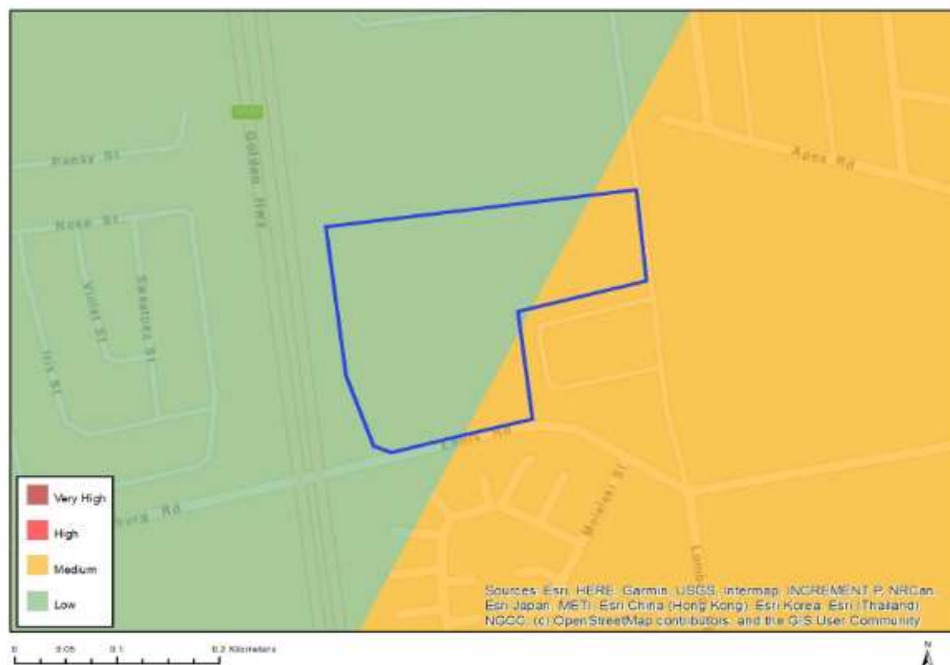 Pansy St
Golden Hwy
Apex Rd
Rose St
Violet St
Sweetpea St
Iris St
Rd
burg Rd
Very High
High
Medium
Low
Sources: Esri, HERE, Garmin, USGS, Intermap, INCREMENT P, NRCan,
Esri Japan, METI, Esri China (Hong Kong), Esri Korea, Esri (Thailand),
NGCC, (c) OpenStreetMap contributors, and the GIS User Community
0 0.05 0.1 0.2 Kilometers
N